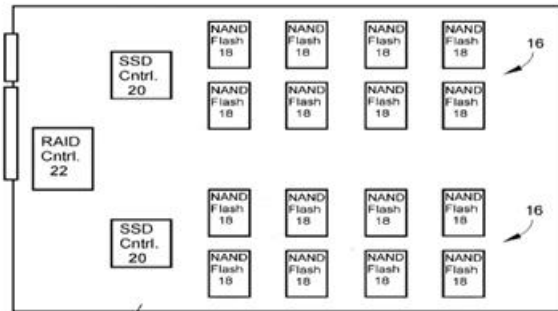 NAND NAND NAND NAND
Flash Flash Flash Flash
18 18 18 18
16
SSD
Cntrl.
20
NAND NAND NAND NAND
Flash Flash Flash Flash
18 18 18 18
RAID
Cntrl.
22
NAND NAND NAND NAND
Flash Flash Flash Flash
18 18 18 18
16
SSD
Cntrl.
20
NAND NAND NAND NAND
Flash Flash Flash Flash
18 18 18 18